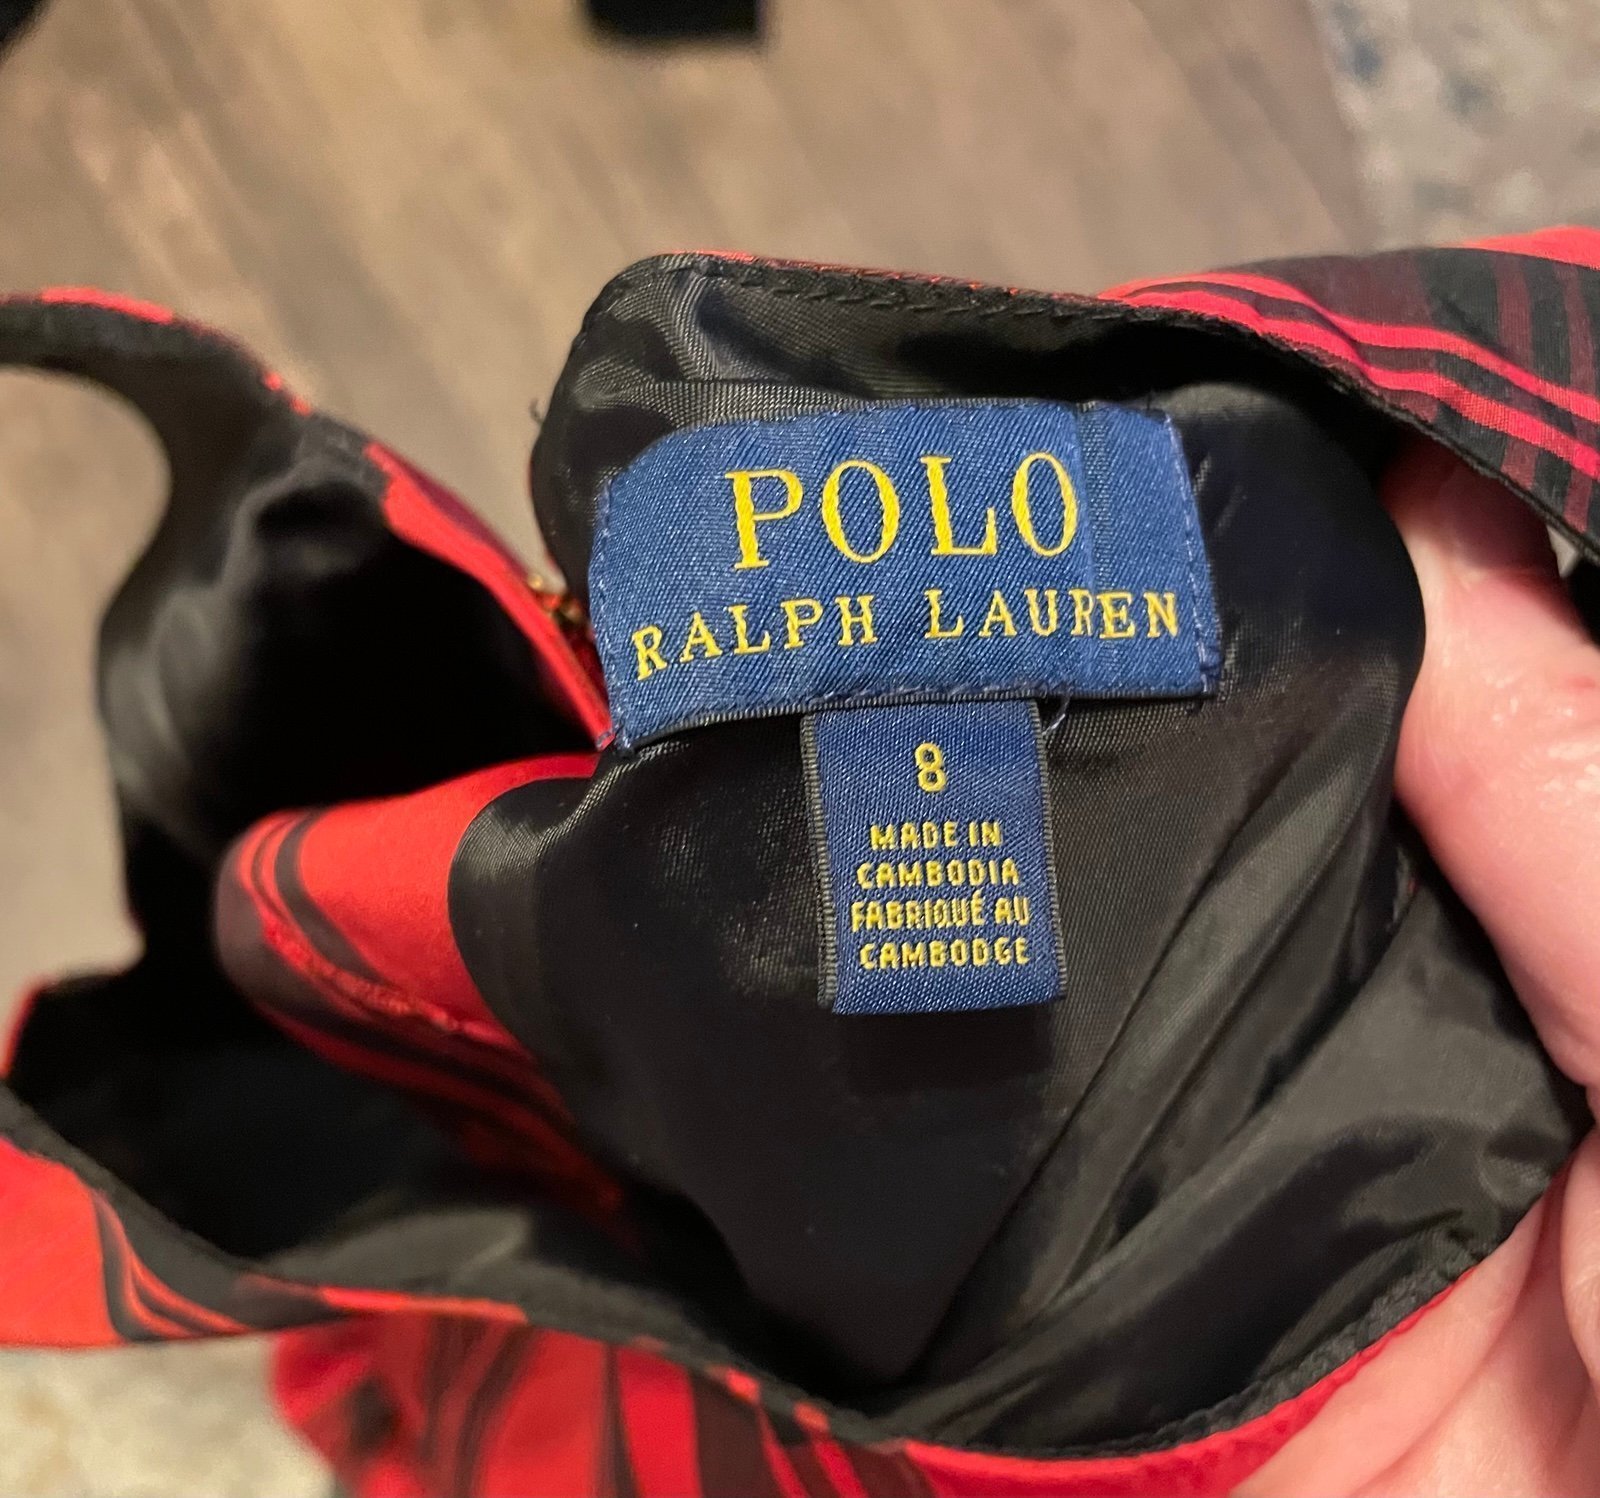 POLO
RALPH LAUREN
8
MADE IN
CAMBODIA
FABRIQUÉ AU
CAMBODGE